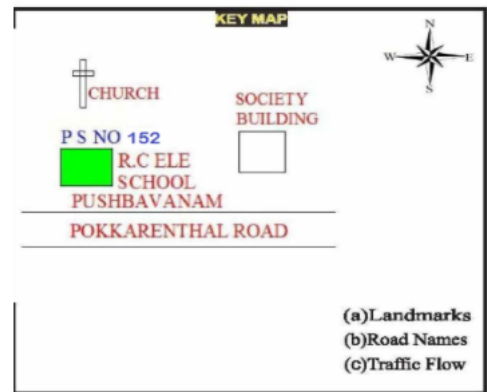 KEY MAP
N
W
E
S
CHURCH
SOCIETY
BUILDING
P S NO 152
R.C ELE
SCHOOL
PUSHBAVANAM
POKKARENTHAL ROAD
(a)Landmarks
(b)Road Names
(c)Traffic Flow